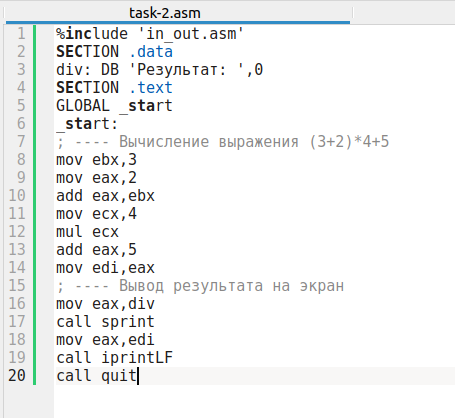 task-2.asm
1 %include 'in_out.asm'
2 SECTION .data
3 div: DB 'Результат: ',0
4 SECTION .text
5 GLOBAL _start
6 _start:
7 ; ---- Вычисление выражения (3+2)*4+5
8 mov ebx,3
9 mov eax,2
10 add eax,ebx
11 mov ecx,4
12 mul ecx
13 add eax,5
14 mov edi,eax
15 ; ---- Вывод результата на экран
16 mov eax,div
17 call sprint
18 mov eax,edi
19 call iprintLF
20 call quit